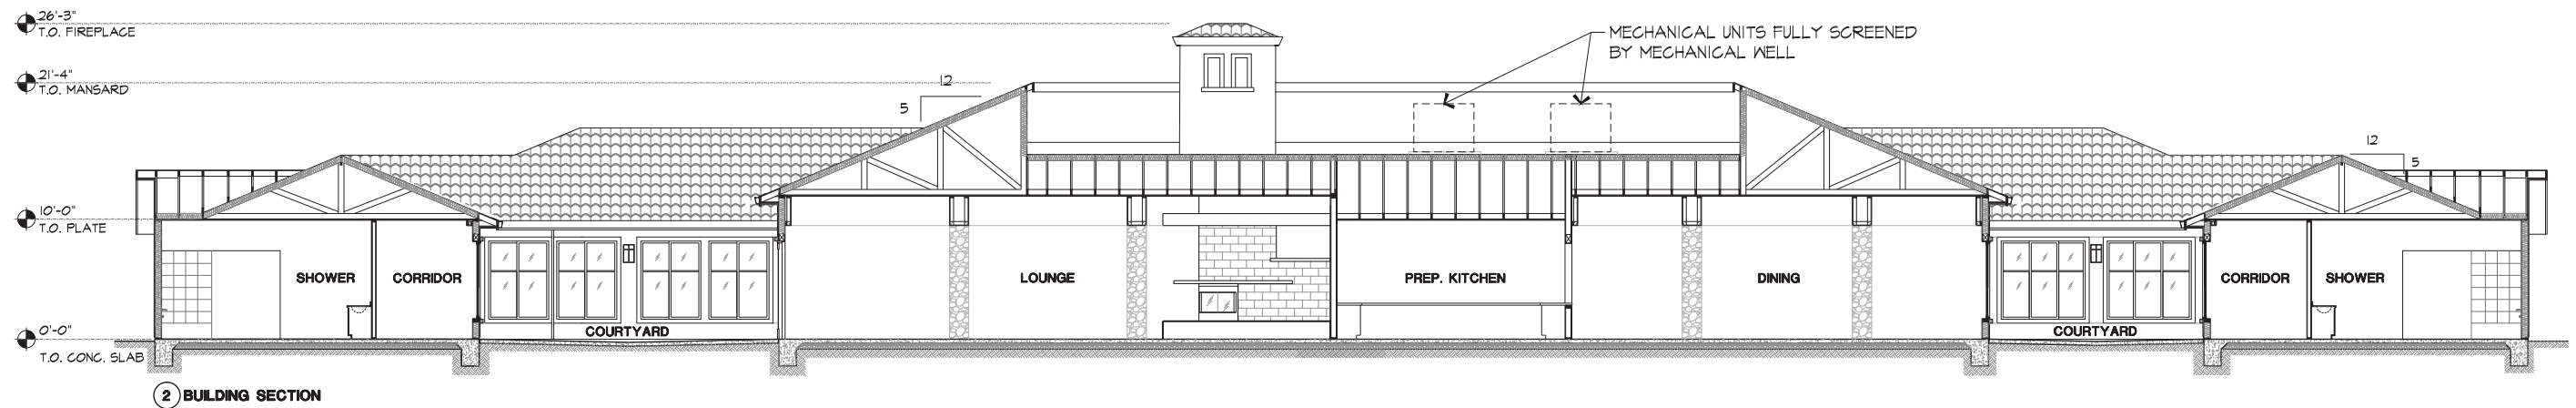 26'-3"
T.O. FIREPLACE
MECHANICAL UNITS FULLY SCREENED
BY MECHANICAL WELL
21'-4"
T.O. MANSARD
12
5
12
5
10'-0"
T.O. PLATE
SHOWER
CORRIDOR
LOUNGE
PREP. KITCHEN
DINING
CORRIDOR
SHOWER
0'-0"
COURTYARD
COURTYARD
T.O. CONC. SLAB
2 BUILDING SECTION